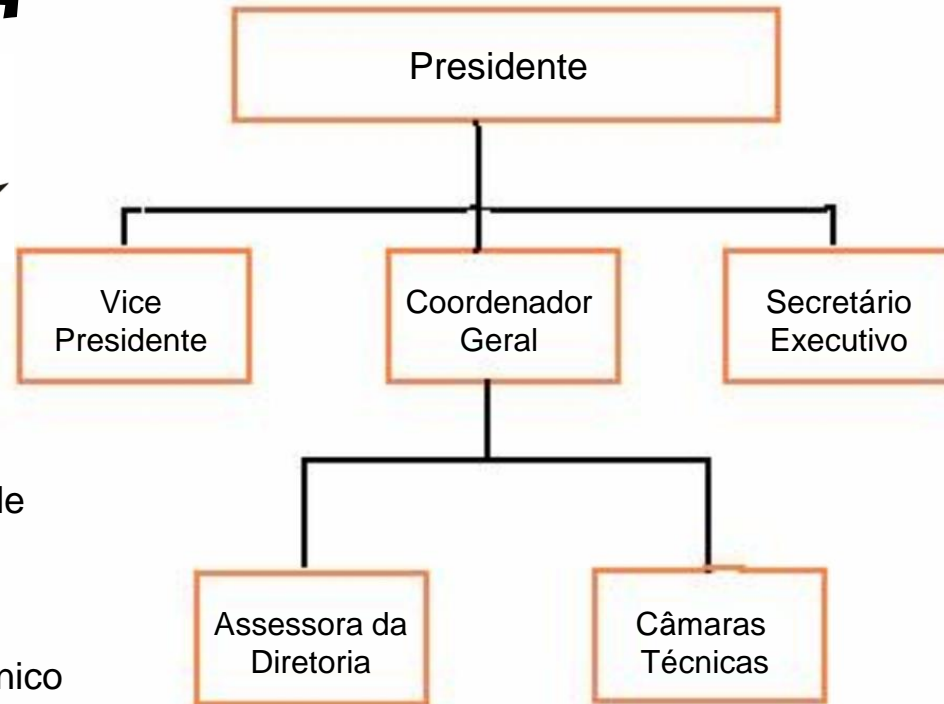 Presidente
Vice
Presidente
Coordenador
Geral
Secretário
Executivo
Assessora da
Diretoria
Câmaras
Técnicas